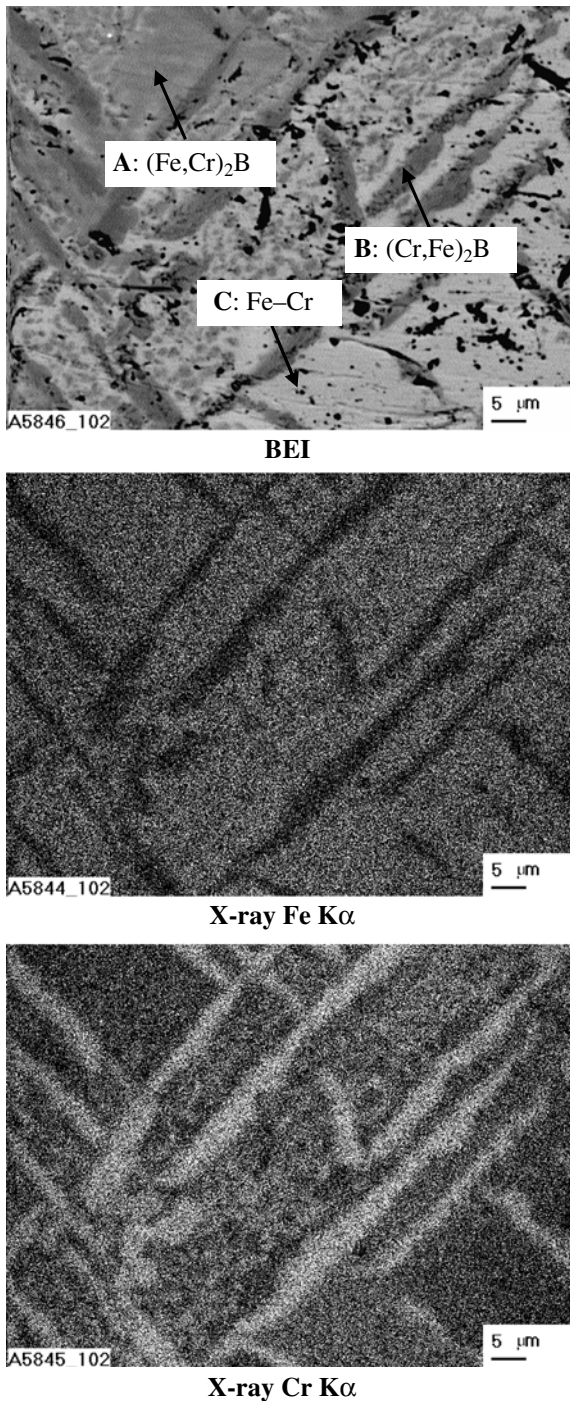 A: (Fe,Cr)₂B
B: (Cr,Fe)₂B
C: Fe–Cr
A5846_102
5 μm
BEI
A5844_102
5 μm
X-ray Fe Kα
A5845_102
5 μm
X-ray Cr Kα